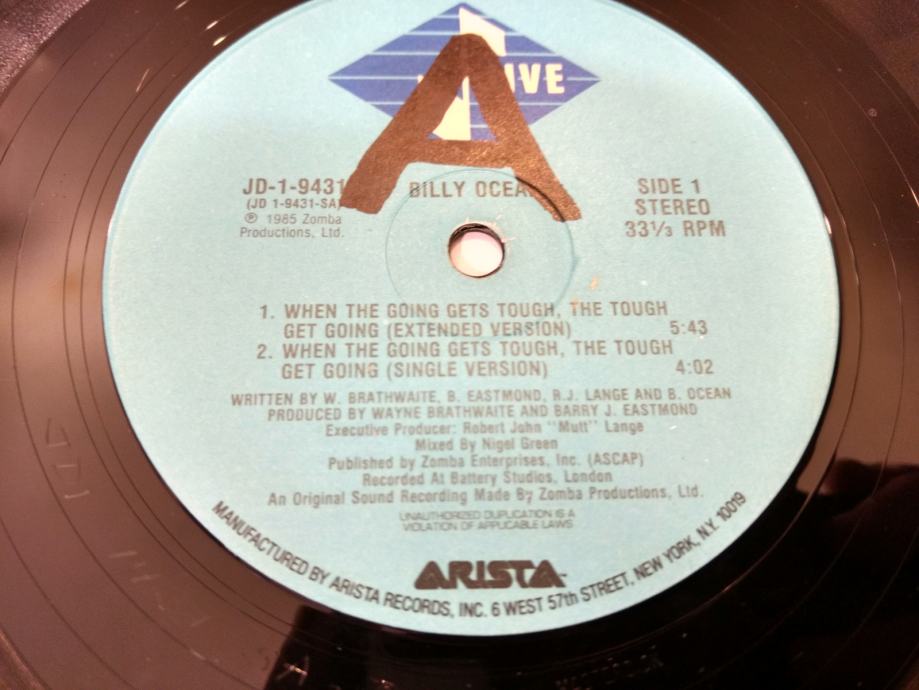 IVE
A
JD-1-9431
(JD 1-9431-SA)
℗ 1985 Zomba
Productions, Ltd.
BILLY OCEAN
SIDE 1
STEREO
33⅓ RPM
1. WHEN THE GOING GETS TOUGH, THE TOUGH
GET GOING (EXTENDED VERSION) 5:43
2. WHEN THE GOING GETS TOUGH, THE TOUGH
GET GOING (SINGLE VERSION) 4:02
WRITTEN BY W. BRATHWAITE, B. EASTMOND, R.J. LANGE AND B. OCEAN
PRODUCED BY WAYNE BRATHWAITE AND BARRY J. EASTMOND
Executive Producer: Robert John "Mutt" Lange
Mixed By Nigel Green
Published by Zomba Enterprises, Inc. (ASCAP)
Recorded At Battery Studios, London
An Original Sound Recording Made By Zomba Productions, Ltd.
UNAUTHORIZED DUPLICATION IS A
VIOLATION OF APPLICABLE LAWS
ARISTA
MANUFACTURED BY ARISTA RECORDS, INC. 6 WEST 57th STREET, NEW YORK, N.Y. 10019